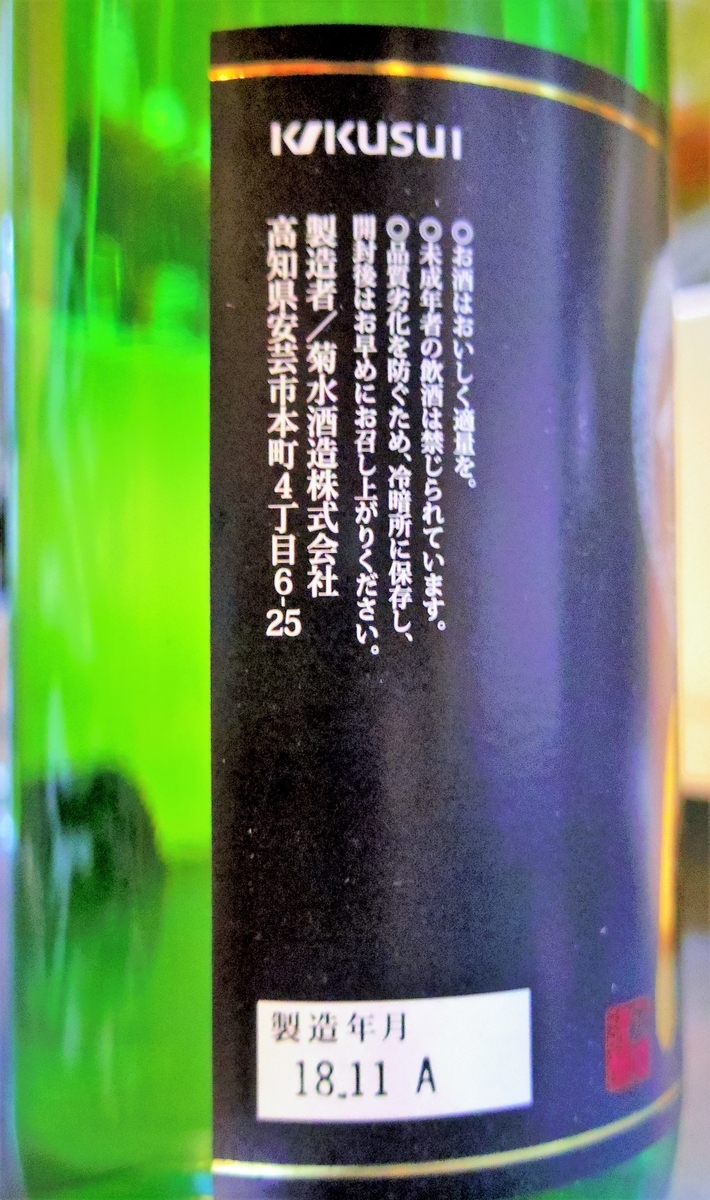 KIKUSUI
◎お酒はおいしく適量を。
◎未成年者の飲酒は禁じられています。
◎品質劣化を防ぐため、冷暗所に保存し、
開封後はお早めにお召し上がりください。
製造者／菊水酒造株式会社
高知県安芸市本町4丁目6-25
製造年月
18.11 A